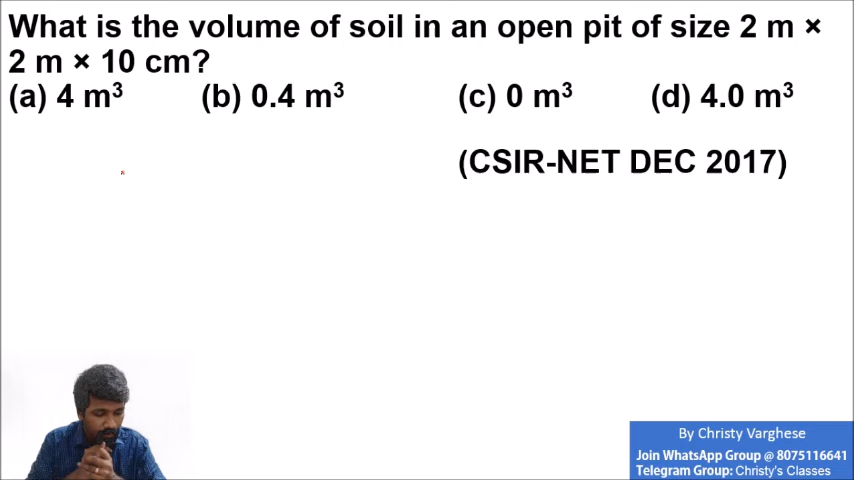 What is the volume of soil in an open pit of size 2 m ×
2 m × 10 cm?
(a) 4 m³ (b) 0.4 m³ (c) 0 m³ (d) 4.0 m³
(CSIR-NET DEC 2017)
By Christy Varghese
Join WhatsApp Group @ 8075116641
Telegram Group: Christy's Classes